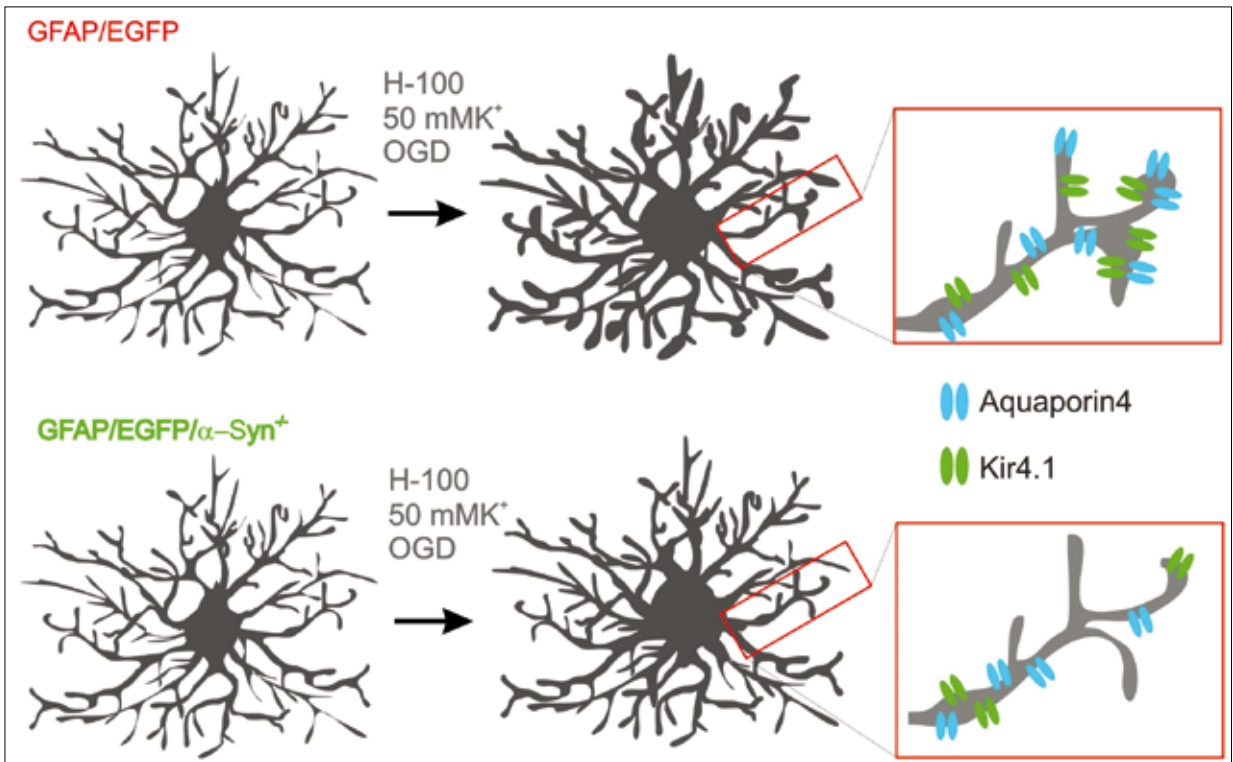 GFAP/EGFP
H-100
50 mMK⁺
OGD
Aquaporin4
Kir4.1
GFAP/EGFP/α–Syn⁻/⁻
H-100
50 mMK⁺
OGD